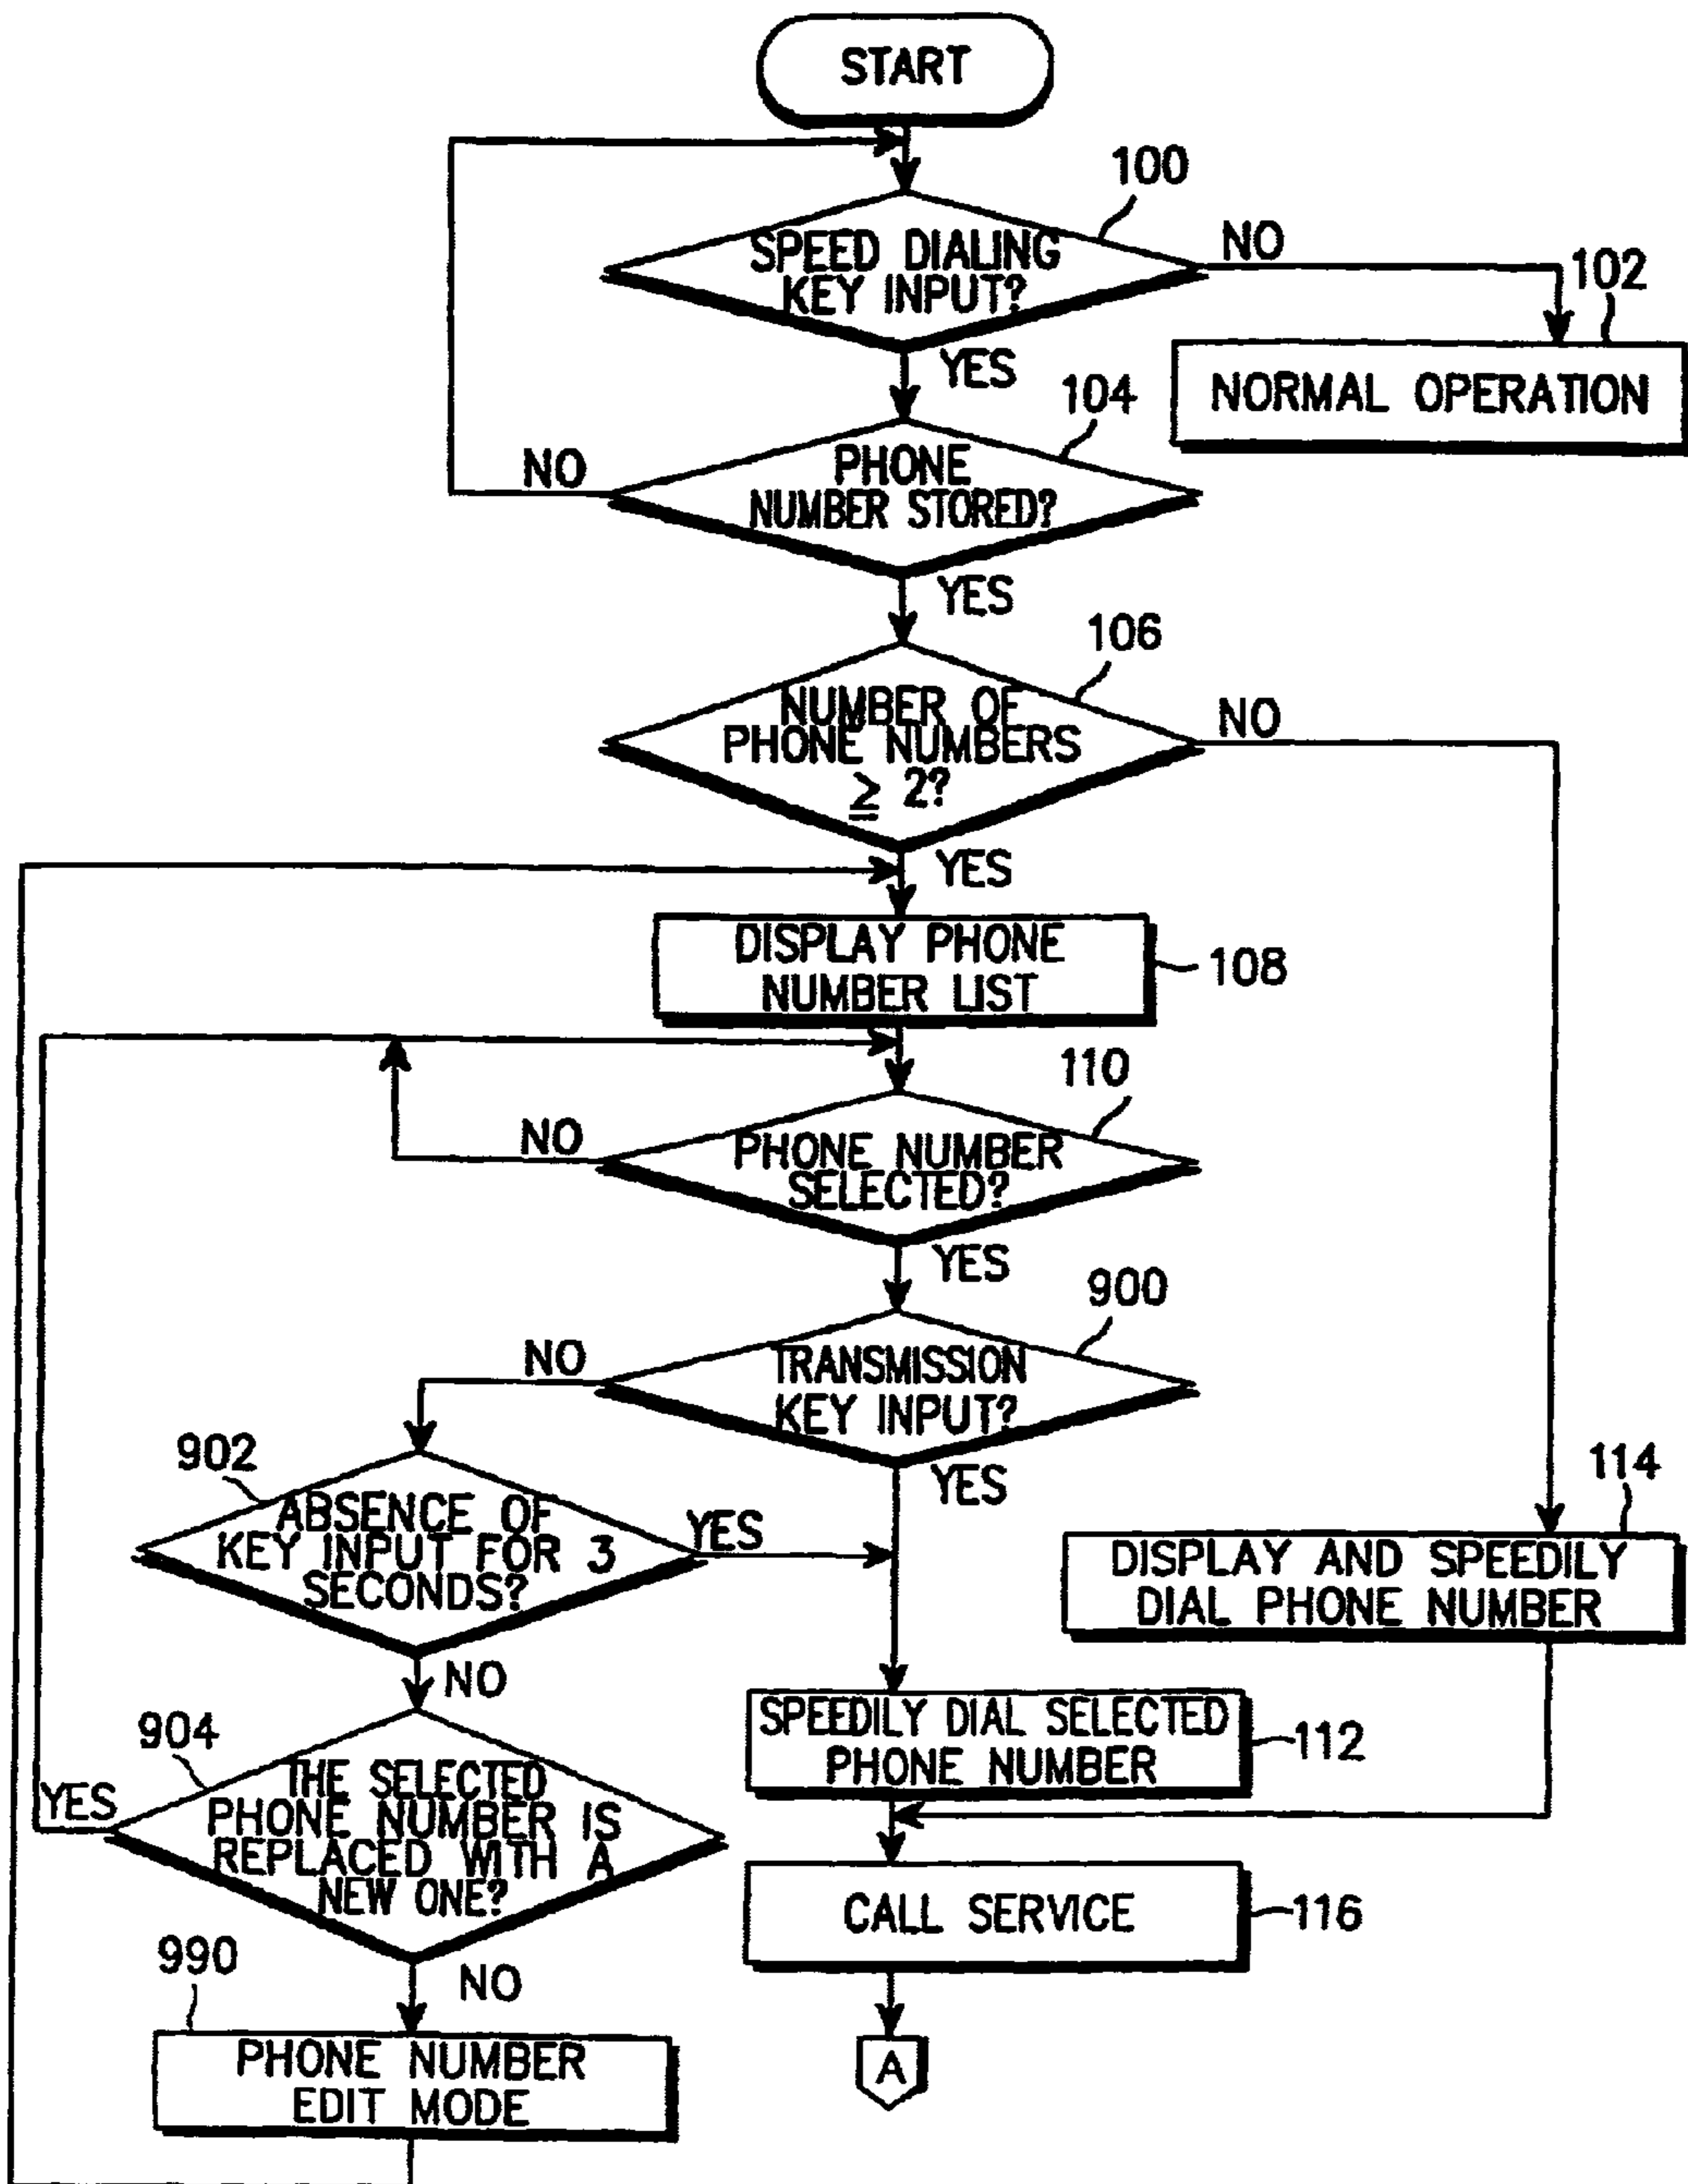 START
100
SPEED DIALING
KEY INPUT?
NO
102
YES
NORMAL OPERATION
104
PHONE
NUMBER STORED?
NO
YES
106
NUMBER OF
PHONE NUMBERS
≧ 2?
NO
YES
DISPLAY PHONE
NUMBER LIST
108
110
PHONE NUMBER
SELECTED?
NO
YES
900
TRANSMISSION
KEY INPUT?
NO
YES
902
ABSENCE OF
KEY INPUT FOR 3
SECONDS?
YES
114
DISPLAY AND SPEEDILY
DIAL PHONE NUMBER
NO
SPEEDILY DIAL SELECTED
PHONE NUMBER
112
904
THE SELECTED
PHONE NUMBER IS
REPLACED WITH A
NEW ONE?
YES
CALL SERVICE
116
990
NO
PHONE NUMBER
EDIT MODE
A